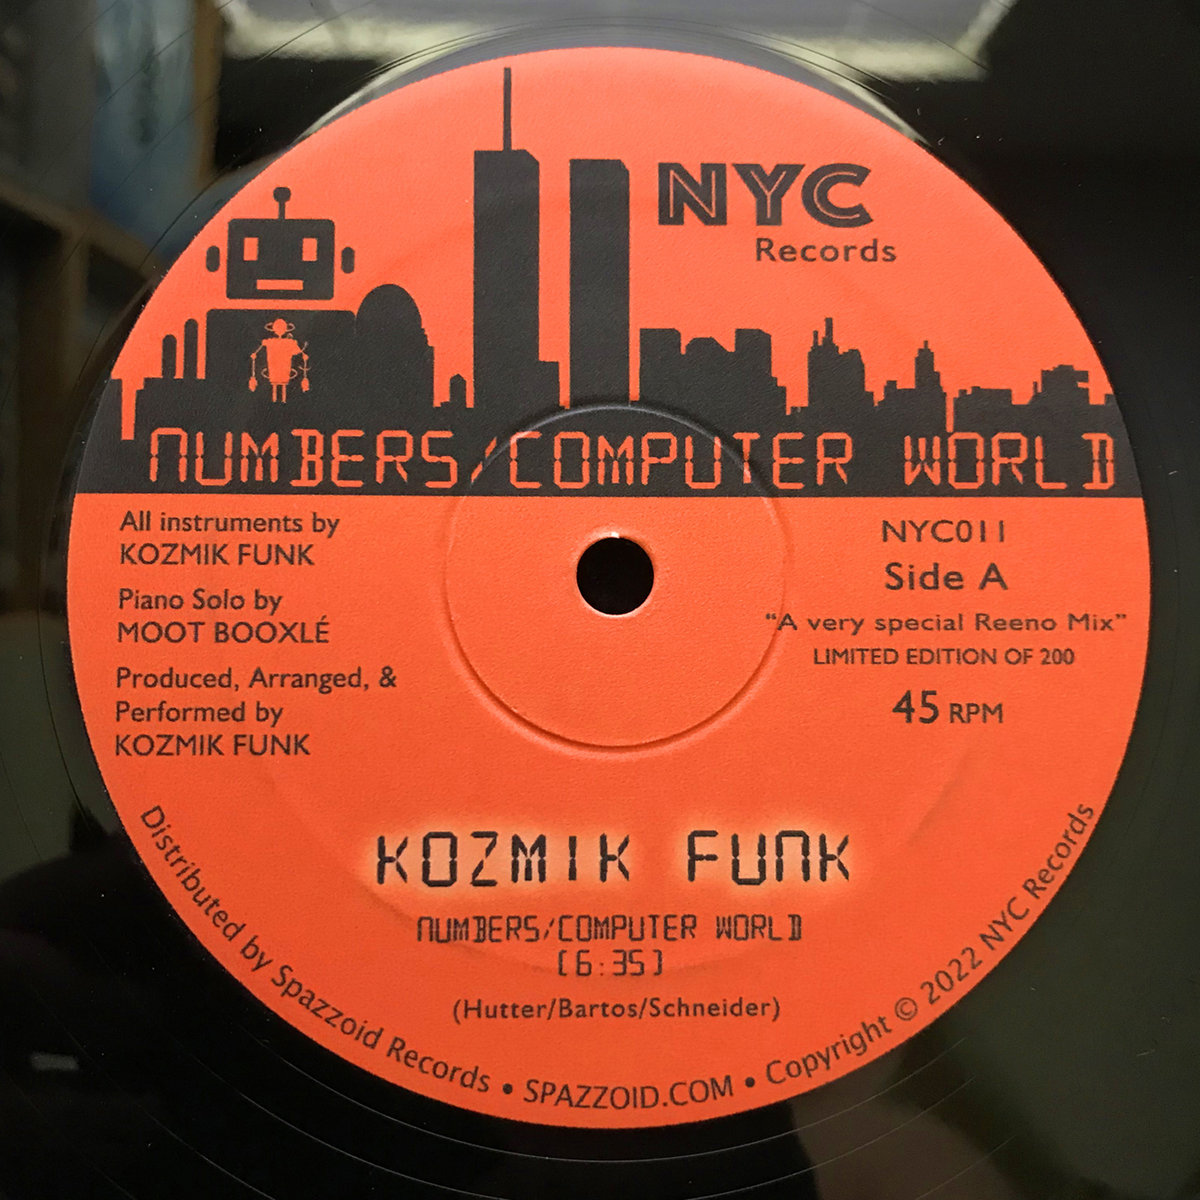 NYC
Records
NUMBERS/COMPUTER WORLD
All instruments by
KOZMIK FUNK
Piano Solo by
MOOT BOOXLÉ
Produced, Arranged, &
Performed by
KOZMIK FUNK
NYC011
Side A
"A very special Reeno Mix"
LIMITED EDITION OF 200
45 RPM
KOZMIK FUNK
NUMBERS/COMPUTER WORLD
[6:35]
(Hutter/Bartos/Schneider)
Distributed by Spazzoid Records • SPAZZOID.COM • Copyright © 2022 NYC Records